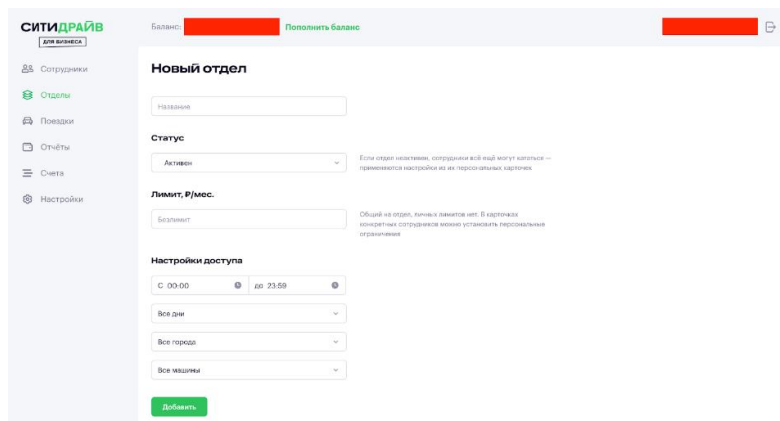 СИТИДРАЙВ
ДЛЯ БИЗНЕСА
Баланс:
Пополнить баланс
Сотрудники
Отделы
Поездки
Отчёты
Счета
Настройки
Новый отдел
Название
Статус
Активен
Если отдел неактивен, сотрудники всё ещё могут кататься —
применяются настройки из их персональных карточек
Лимит, ₽/мес.
Безлимит
Общий на отдел, личных лимитов нет. В карточках
конкретных сотрудников можно установить персональные
ограничения
Настройки доступа
С 00:00
до 23:59
Все дни
Все города
Все машины
Добавить